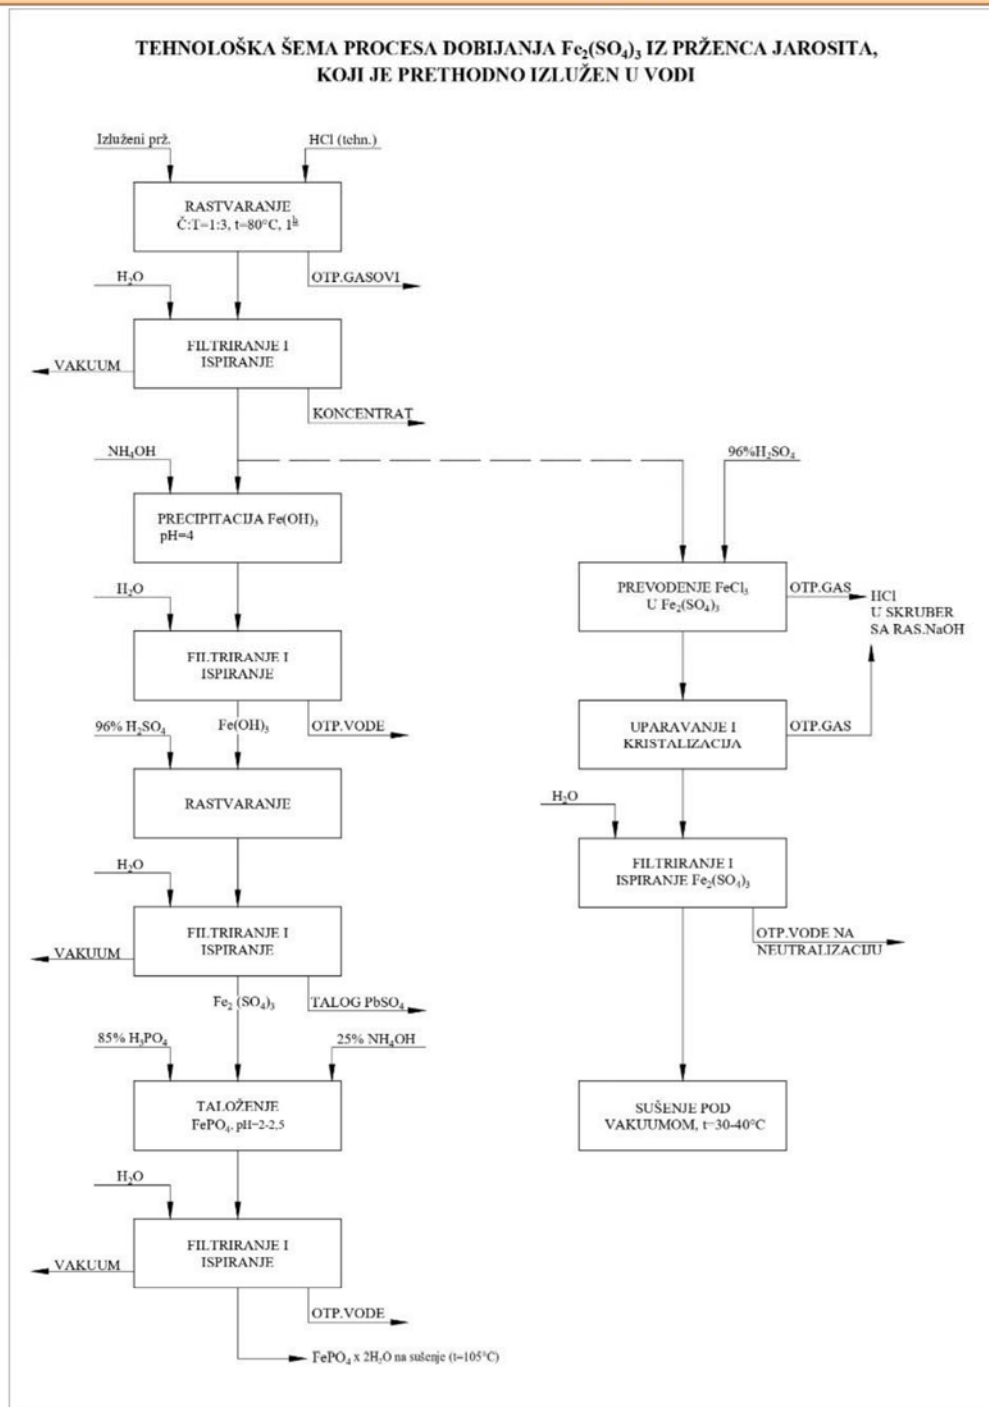 TEHNOLOŠKA ŠEMA PROCESA DOBIJANJA Fe₂(SO₄)₃ IZ PRŽENCA JAROSITA,
KOJI JE PRETHODNO IZLUŽEN U VODI
Izluženi prž.
HCl (tehn.)
RASTVARANJE
Č:T=1:3, t=80°C, 1ʰ
H₂O
OTP.GASOVI
FILTRIRANJE I
ISPIRANJE
VAKUUM
KONCENTRAT
NH₄OH
PRECIPITACIJA Fe(OH)₃
pH=4
H₂O
FILTRIRANJE I
ISPIRANJE
96% H₂SO₄
Fe(OH)₃
OTP.VODE
RASTVARANJE
H₂O
FILTRIRANJE I
ISPIRANJE
VAKUUM
Fe₂ (SO₄)₃
TALOG PbSO₄
85% H₃PO₄
25% NH₄OH
TALOŽENJE
FePO₄, pH=2-2,5
H₂O
FILTRIRANJE I
ISPIRANJE
VAKUUM
OTP.VODE
FePO₄ x 2H₂O na sušenje (t=105°C)
96%H₂SO₄
PREVOĐENJE FeCl₃
U Fe₂(SO₄)₃
OTP.GAS
HCl
U SKRUBER
SA RAS.NaOH
UPARAVANJE I
KRISTALIZACIJA
OTP.GAS
H₂O
FILTRIRANJE I
ISPIRANJE Fe₂(SO₄)₃
OTP.VODE NA
NEUTRALIZACIJU
SUŠENJE POD
VAKUUMOM, t=30-40°C